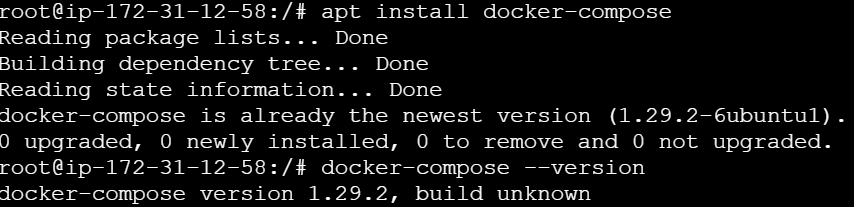 root@ip-172-31-12-58:/# apt install docker-compose
Reading package lists... Done
Building dependency tree... Done
Reading state information... Done
docker-compose is already the newest version (1.29.2-6ubuntu1).
0 upgraded, 0 newly installed, 0 to remove and 0 not upgraded.
root@ip-172-31-12-58:/# docker-compose --version
docker-compose version 1.29.2, build unknown